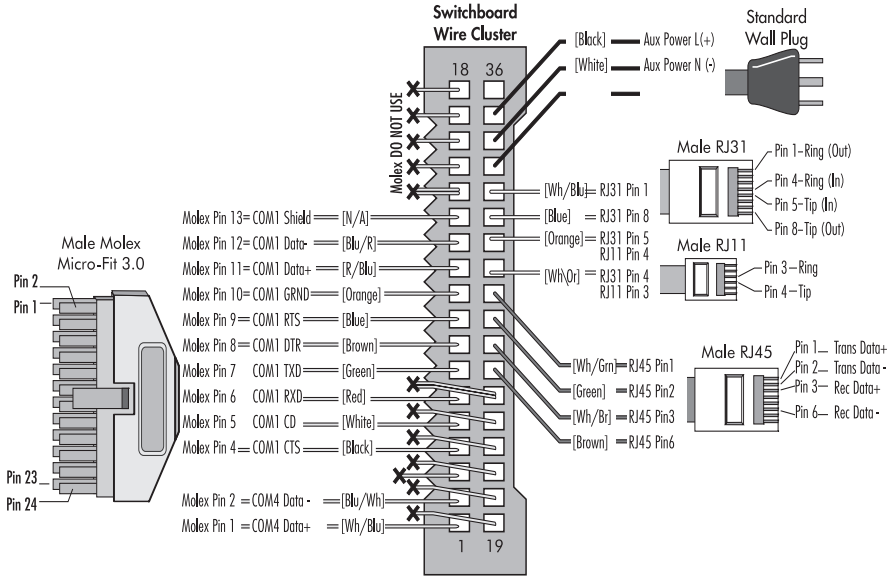 Switchboard
Wire Cluster
Standard
Wall Plug
[Black] Aux Power L(+)
[White] Aux Power N (-)
18 36
Molex DO NOT USE
Male RJ31
Pin 1-Ring (Out)
Pin 4-Ring (In)
Pin 5-Tip (In)
Pin 8-Tip (Out)
[Wh/Blu] = RJ31 Pin 1
[Blue] = RJ31 Pin 8
[Orange] = RJ31 Pin 5
RJ11 Pin 4
[Wh\Or] = RJ31 Pin 4
RJ11 Pin 3
Male RJ11
Pin 3-Ring
Pin 4-Tip
Male Molex
Micro-Fit 3.0
Pin 2
Pin 1
Pin 23
Pin 24
Molex Pin 13 = COM1 Shield = [N/A]
Molex Pin 12 = COM1 Data- = [Blu/R]
Molex Pin 11 = COM1 Data+ = [R/Blu]
Molex Pin 10 = COM1 GRND = [Orange]
Molex Pin 9 = COM1 RTS = [Blue]
Molex Pin 8 = COM1 DTR = [Brown]
Molex Pin 7 COM1 TXD = [Green]
Molex Pin 6 COM1 RXD = [Red]
Molex Pin 5 COM1 CD = [White]
Molex Pin 4 = COM1 CTS = [Black]
Molex Pin 2 = COM4 Data - = [Blu/Wh]
Molex Pin 1 = COM4 Data+ = [Wh/Blu]
[Wh/Grn] = RJ45 Pin1
[Green] = RJ45 Pin2
[Wh/Br] = RJ45 Pin3
[Brown] = RJ45 Pin6
Male RJ45
Pin 1 Trans Data+
Pin 2 Trans Data -
Pin 3 Rec Data+
Pin 6 Rec Data -
1 19